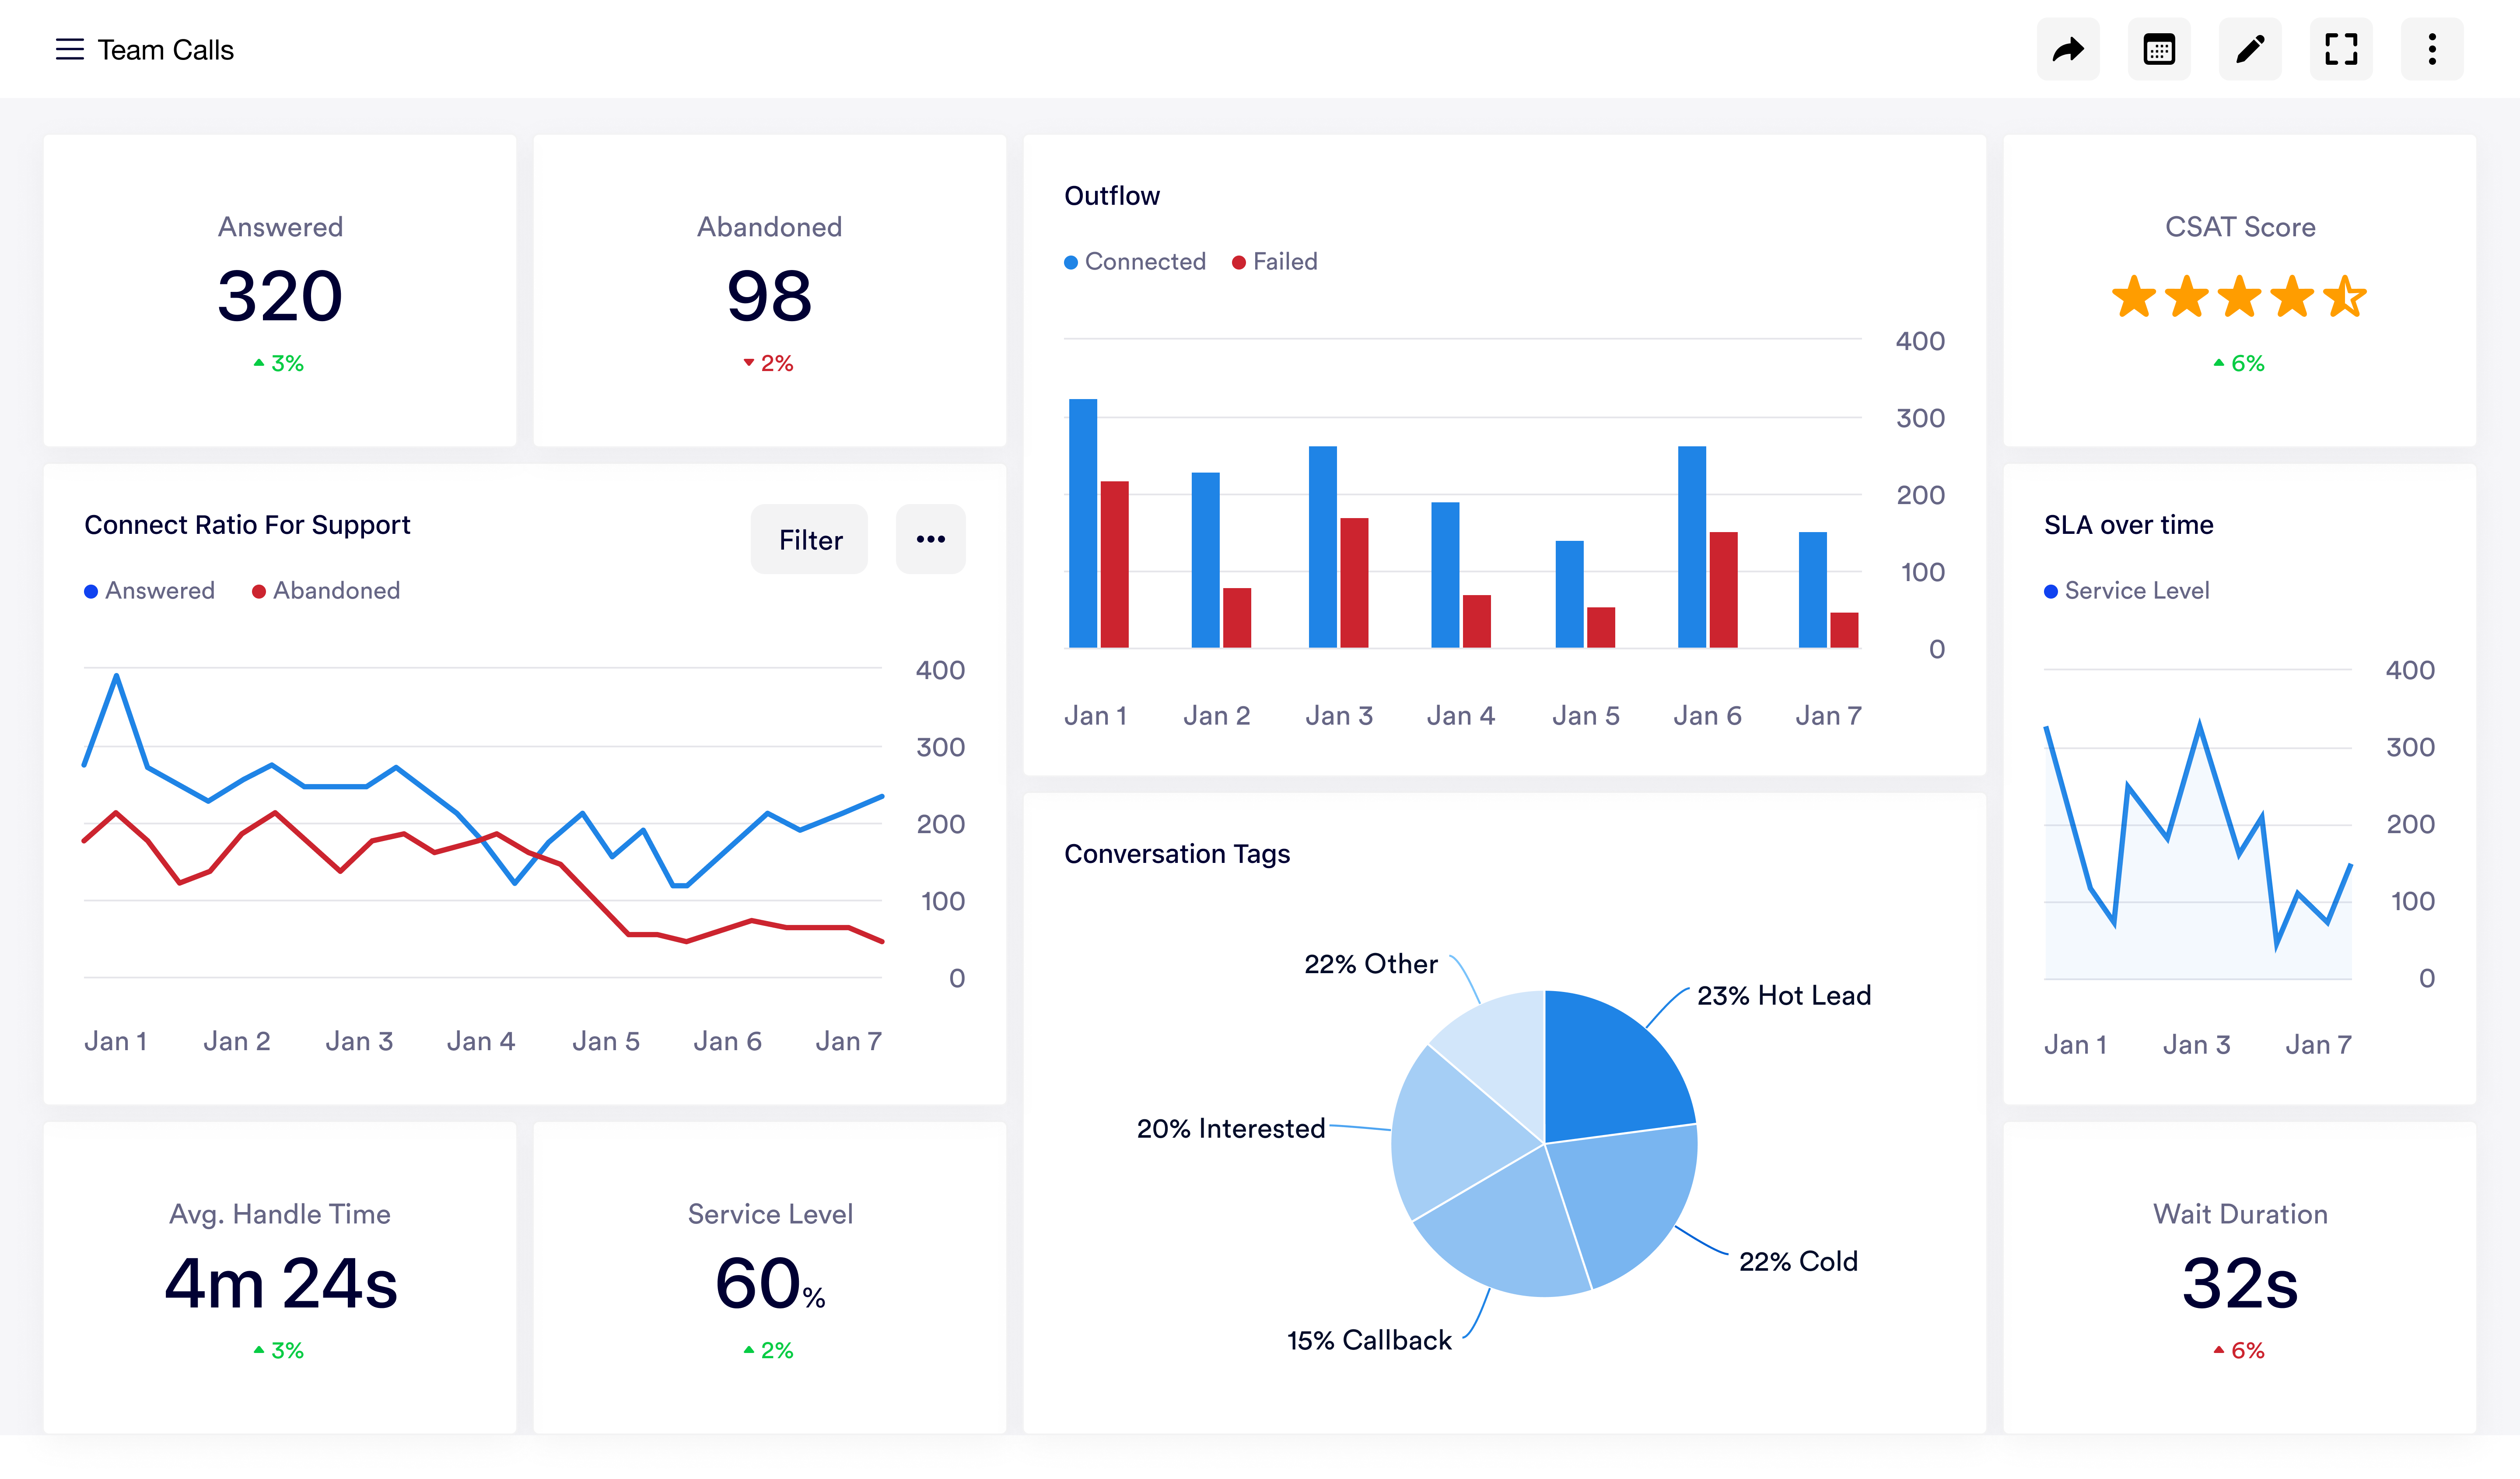 Team Calls
Answered
320
3%
Abandoned
98
2%
Outflow
Connected Failed
400
300
200
100
0
Jan 1 Jan 2 Jan 3 Jan 4 Jan 5 Jan 6 Jan 7
CSAT Score
6%
Connect Ratio For Support
Filter
Answered Abandoned
400
300
200
100
0
Jan 1 Jan 2 Jan 3 Jan 4 Jan 5 Jan 6 Jan 7
SLA over time
Service Level
400
300
200
100
0
Jan 1 Jan 3 Jan 7
Conversation Tags
22% Other
23% Hot Lead
20% Interested
22% Cold
15% Callback
Avg. Handle Time
4m 24s
3%
Service Level
60%
2%
Wait Duration
32s
6%